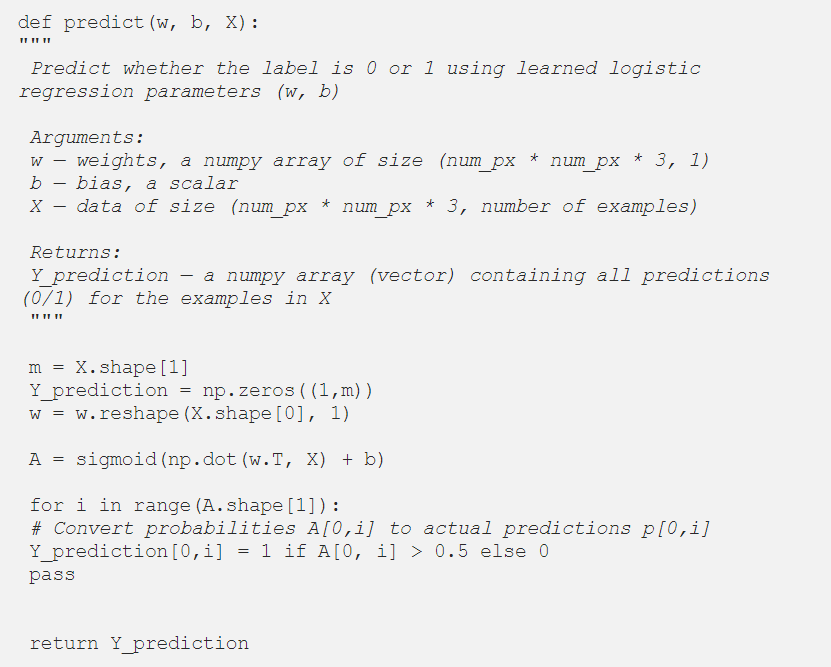 def predict(w, b, X):
"""
Predict whether the label is 0 or 1 using learned logistic
regression parameters (w, b)
Arguments:
w — weights, a numpy array of size (num_px * num_px * 3, 1)
b — bias, a scalar
X — data of size (num_px * num_px * 3, number of examples)
Returns:
Y_prediction — a numpy array (vector) containing all predictions
(0/1) for the examples in X
"""
m = X.shape[1]
Y_prediction = np.zeros((1,m))
w = w.reshape(X.shape[0], 1)
A = sigmoid(np.dot(w.T, X) + b)
for i in range(A.shape[1]):
# Convert probabilities A[0,i] to actual predictions p[0,i]
Y_prediction[0,i] = 1 if A[0, i] > 0.5 else 0
pass
return Y_prediction